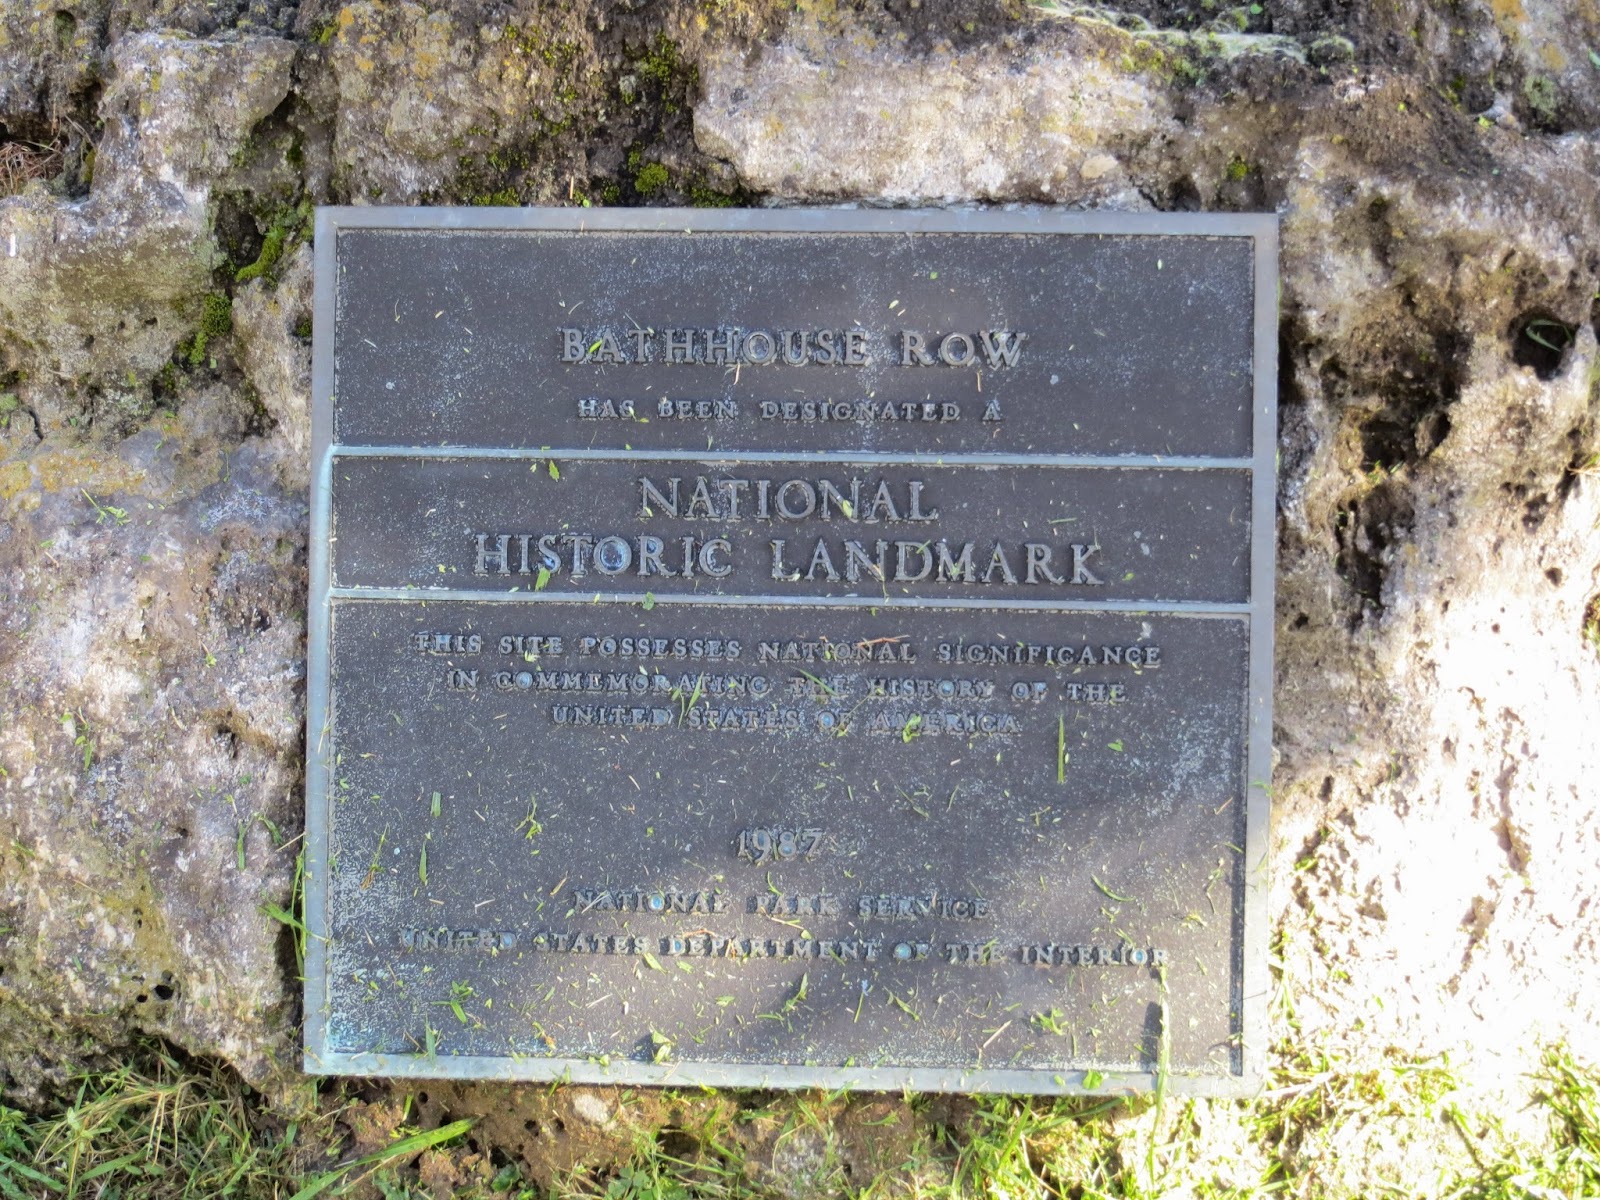 BATHHOUSE ROW
HAS BEEN DESIGNATED A
NATIONAL
HISTORIC LANDMARK
THIS SITE POSSESSES NATIONAL SIGNIFICANCE
IN COMMEMORATING THE HISTORY OF THE
UNITED STATES OF AMERICA
1987
NATIONAL PARK SERVICE
UNITED STATES DEPARTMENT OF THE INTERIOR